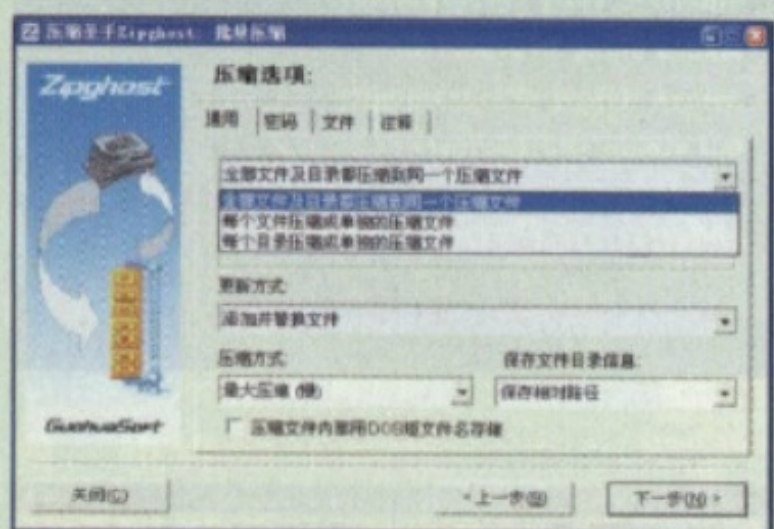 压缩圣手Zipghost: 批量压缩
Zipghost
压缩选项:
通用 密码 文件 注释
全部文件及目录都压缩到同一个压缩文件
全部文件及目录都压缩到同一个压缩文件
每个文件压缩成单独的压缩文件
每个目录压缩成单独的压缩文件
更新方式:
添加并替换文件
压缩方式: 保存文件目录信息:
最大压缩 (慢) 保存相对路径
压缩文件内部用DOS短文件名存储
GuohuaSoft
关闭(C) <上一步(B) 下一步(N)>